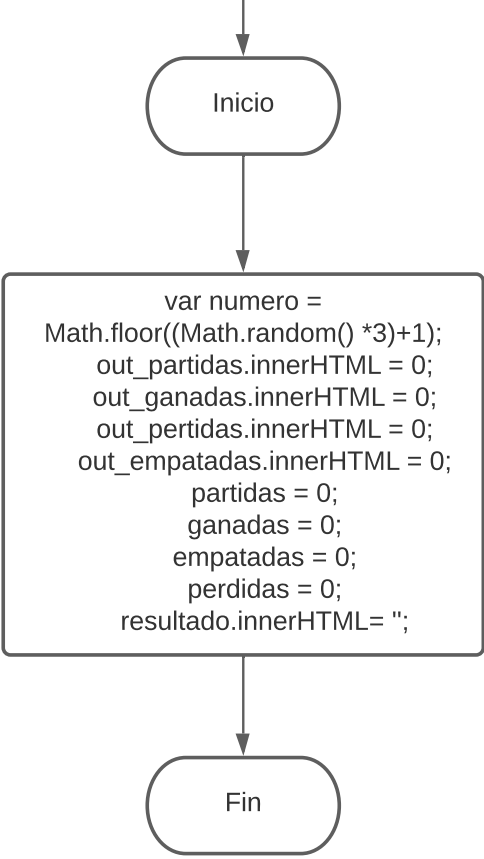 Inicio
var numero =
Math.floor((Math.random() *3)+1);
out_partidas.innerHTML = 0;
out_ganadas.innerHTML = 0;
out_pertidas.innerHTML = 0;
out_empatadas.innerHTML = 0;
partidas = 0;
ganadas = 0;
empatadas = 0;
perdidas = 0;
resultado.innerHTML= '';
Fin